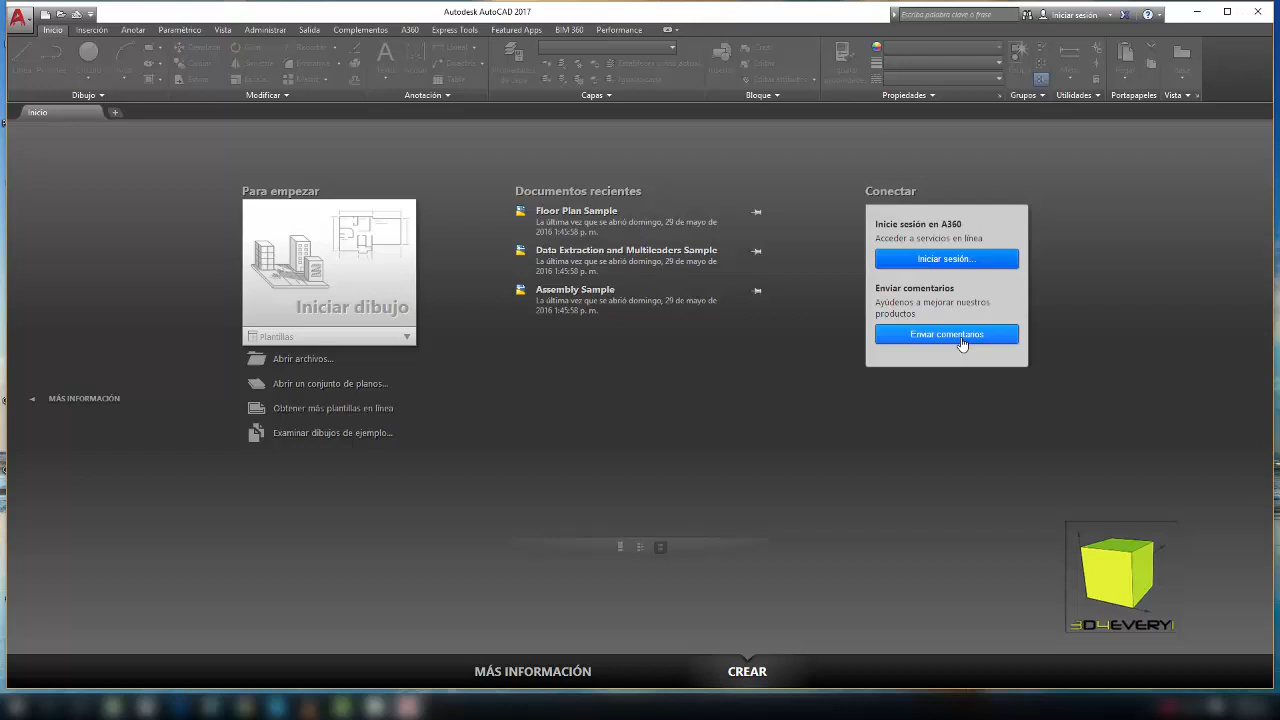 Autodesk AutoCAD 2017
Escriba palabra clave o frase
Iniciar sesión
Inicio Inserción Anotar Paramétrico Vista Administrar Salida Complementos A360 Express Tools Featured Apps BIM 360 Performance
Dibujo Modificar Anotación Capas Bloque Propiedades Grupos Utilidades Portapapeles Vista
Inicio
Para empezar
Iniciar dibujo
Plantillas
Abrir archivos...
Abrir un conjunto de planos...
Obtener más plantillas en línea
Examinar dibujos de ejemplo...
MÁS INFORMACIÓN
Documentos recientes
Floor Plan Sample
La última vez que se abrió domingo, 29 de mayo de
2016 1:45:58 p. m.
Data Extraction and Multileaders Sample
La última vez que se abrió domingo, 29 de mayo de
2016 1:45:58 p. m.
Assembly Sample
La última vez que se abrió domingo, 29 de mayo de
2016 1:45:58 p. m.
Conectar
Inicie sesión en A360
Acceder a servicios en línea
Iniciar sesión...
Enviar comentarios
Ayúdenos a mejorar nuestros
productos
Enviar comentarios
3D4EVERY1
MÁS INFORMACIÓN CREAR